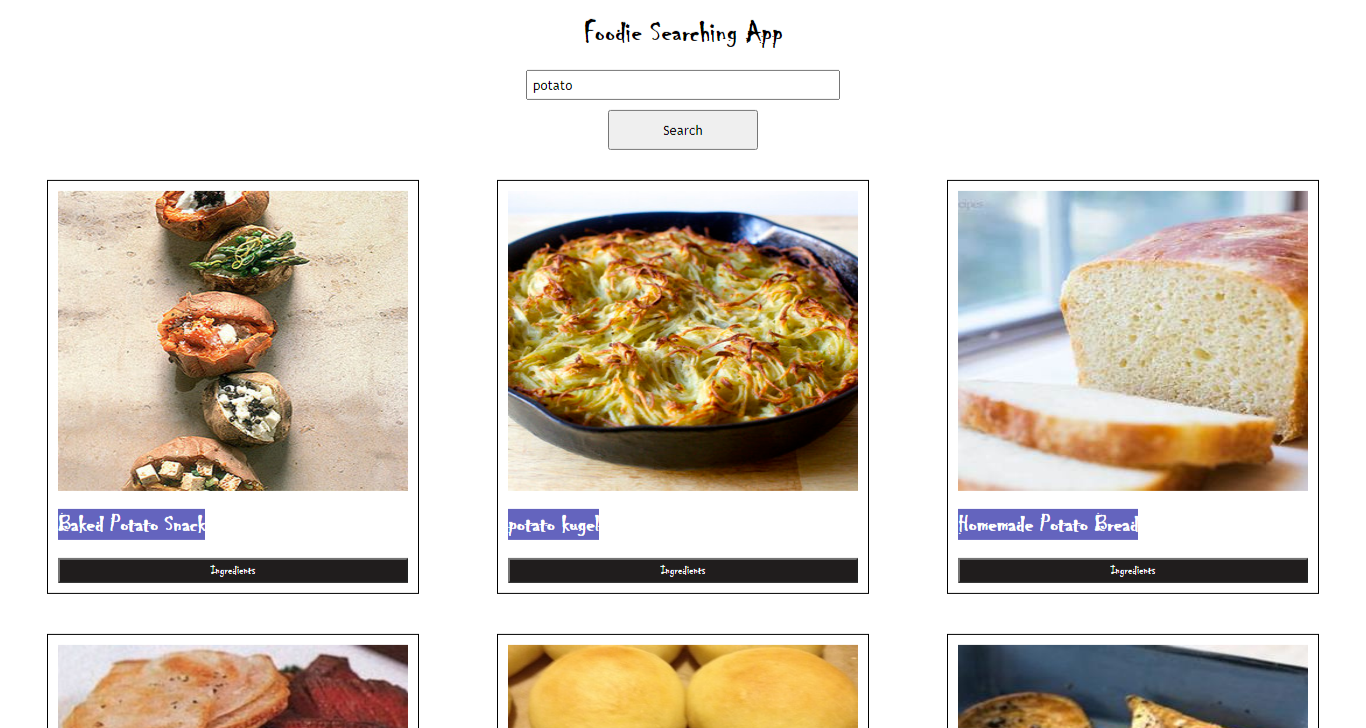 Foodie Searching App
potato
Search
Baked Potato Snack
potato kugel
Homemade Potato Bread
Ingredients
Ingredients
Ingredients